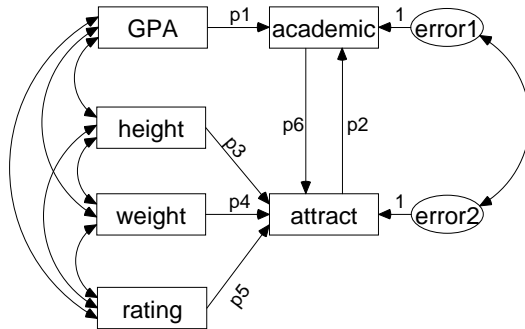 GPA p1 academic 1 error1
p6 p2
height p3
weight p4 attract 1 error2
rating p5